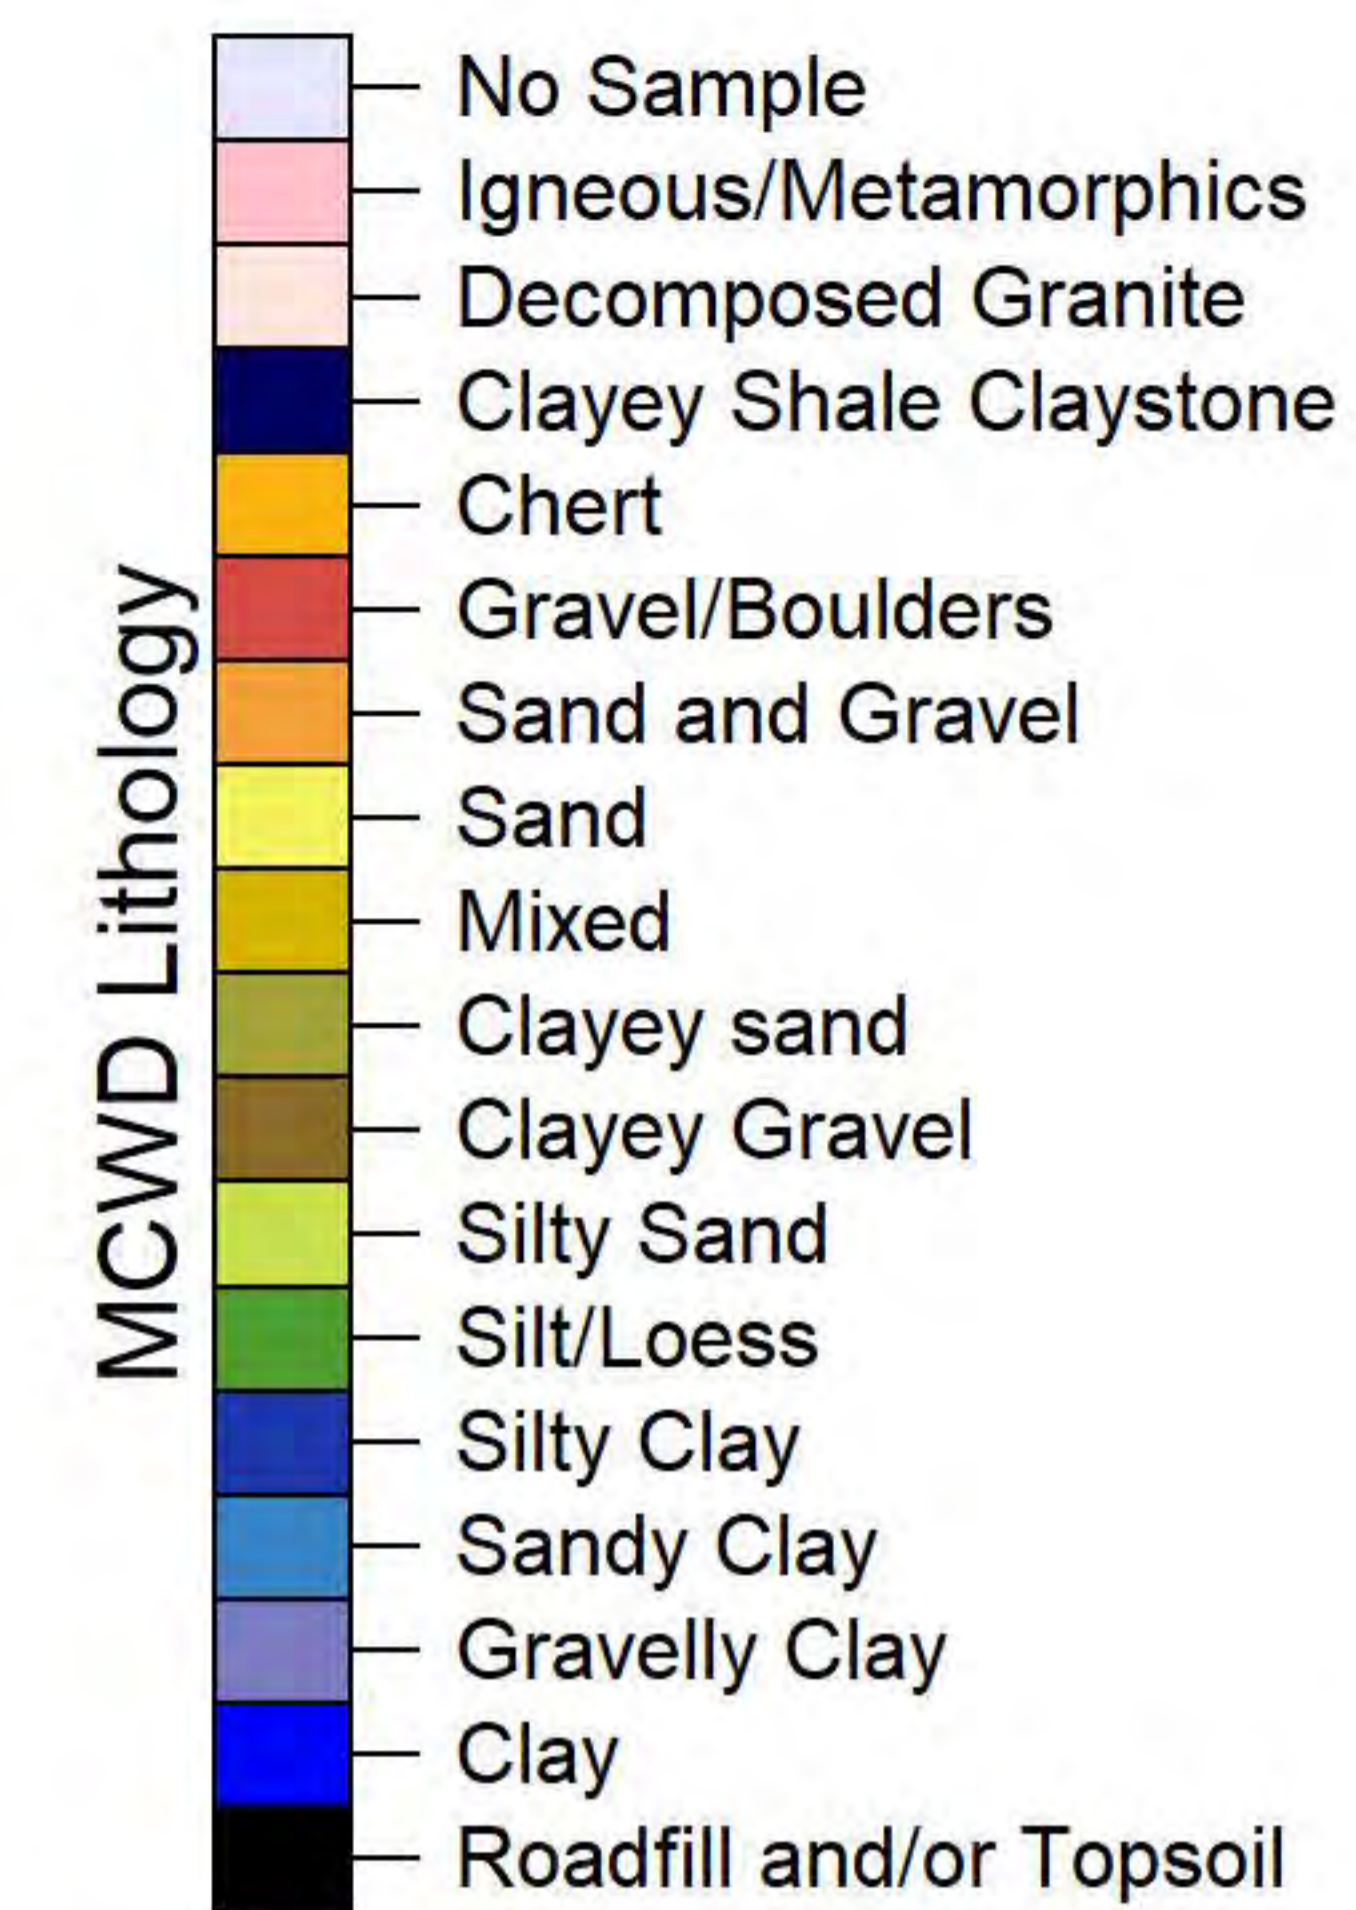 MCWD Lithology
No Sample
Igneous/Metamorphics
Decomposed Granite
Clayey Shale Claystone
Chert
Gravel/Boulders
Sand and Gravel
Sand
Mixed
Clayey sand
Clayey Gravel
Silty Sand
Silt/Loess
Silty Clay
Sandy Clay
Gravelly Clay
Clay
Roadfill and/or Topsoil